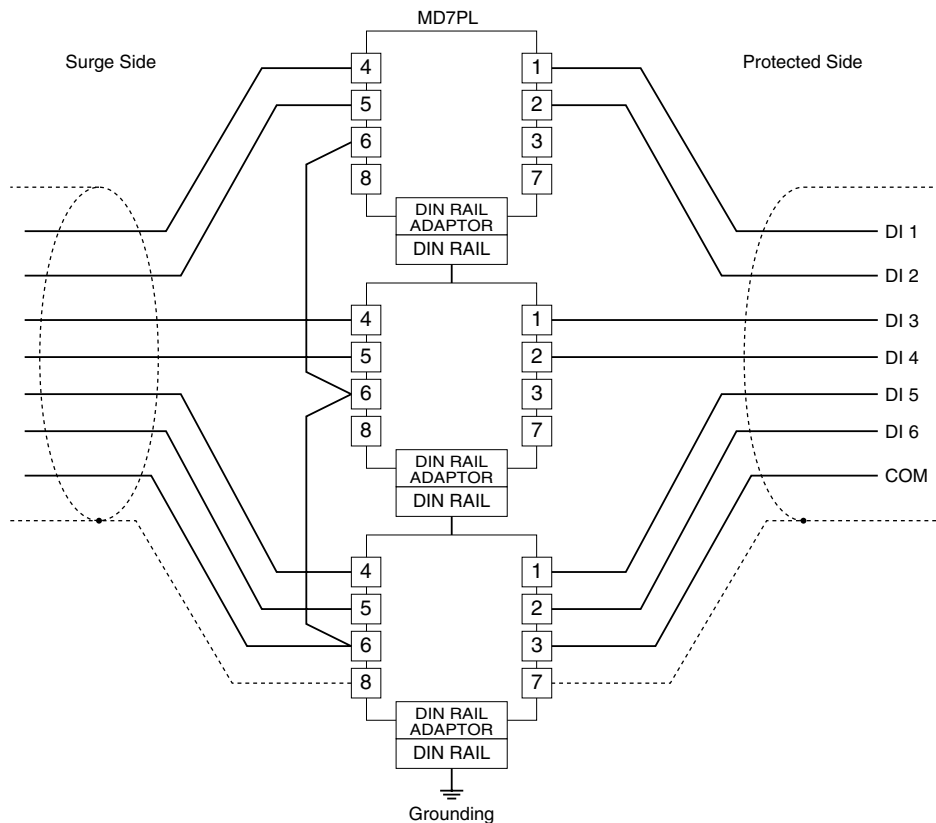 MD7PL
Surge Side
Protected Side
4 1
5 2
6 3
8 7
DIN RAIL
ADAPTOR
DIN RAIL
DI 1
DI 2
4 1 DI 3
5 2 DI 4
6 3 DI 5
8 7 DI 6
DIN RAIL
ADAPTOR
COM
DIN RAIL
4 1
5 2
6 3
8 7
DIN RAIL
ADAPTOR
DIN RAIL
Grounding